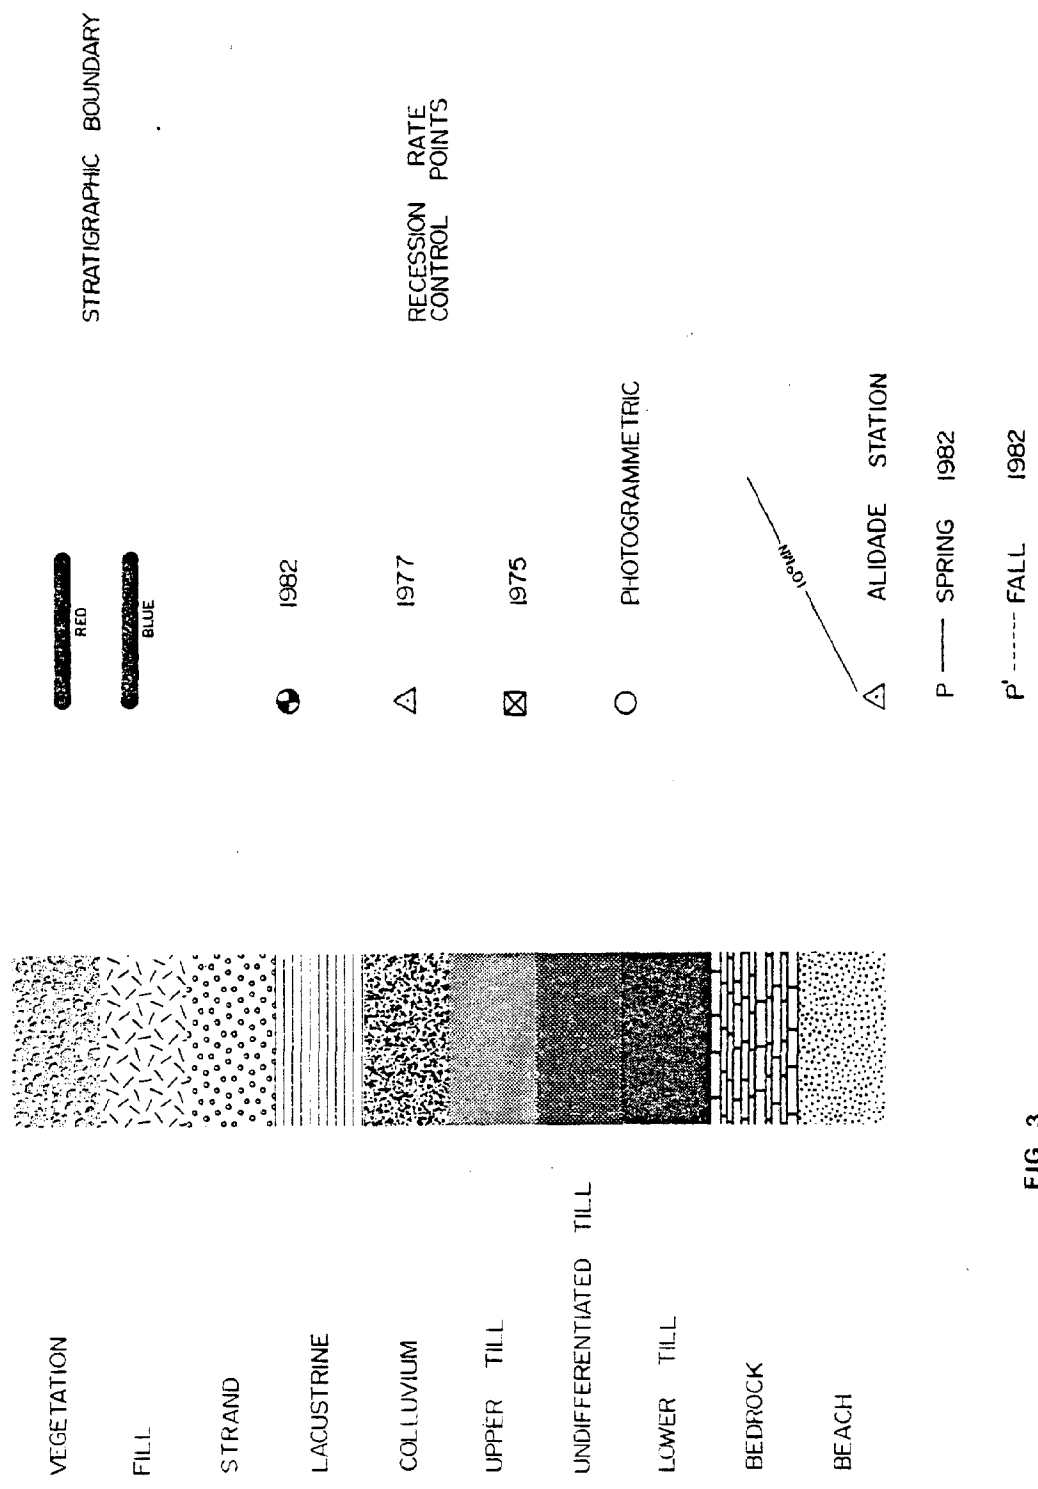 VEGETATION
FILL
STRAND
LACUSTRINE
COLLUVIUM
UPPER TILL
UNDIFFERENTIATED TILL
LOWER TILL
BEDROCK
BEACH
RED
BLUE
STRATIGRAPHIC BOUNDARY
1982
1977
1975
PHOTOGRAMMETRIC
RECESSION RATE
CONTROL POINTS
10°MN
ALIDADE STATION
P SPRING 1982
P' FALL 1982
FIG. 3